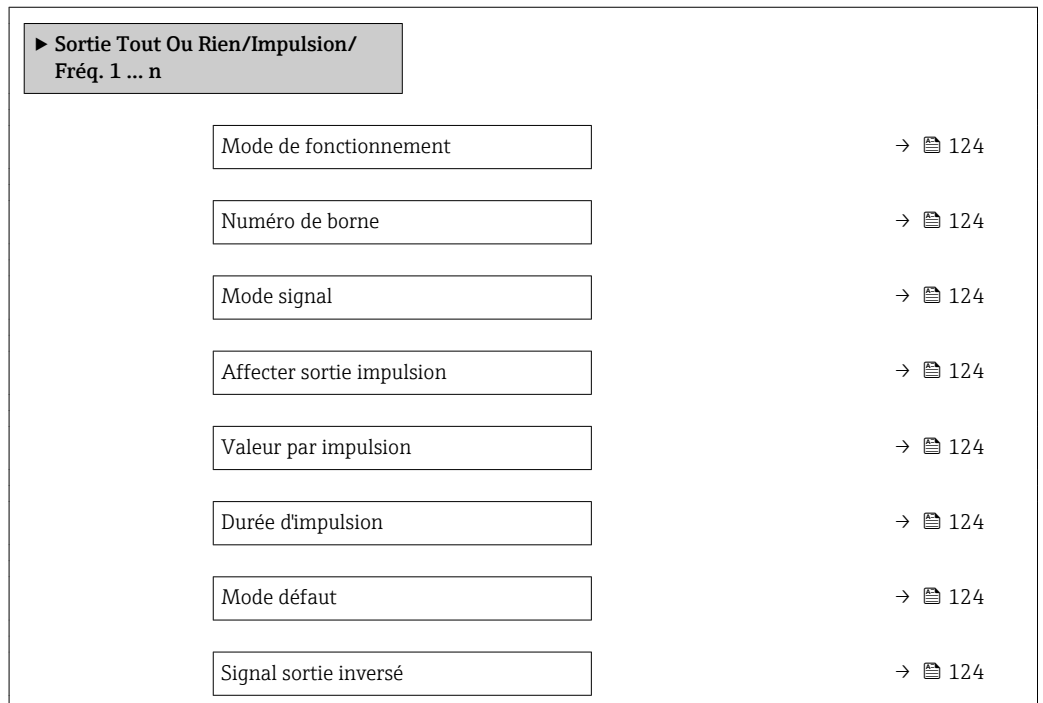 ► Sortie Tout Ou Rien/Impulsion/
Fréq. 1 ... n
Mode de fonctionnement → 124
Numéro de borne → 124
Mode signal → 124
Affecter sortie impulsion → 124
Valeur par impulsion → 124
Durée d'impulsion → 124
Mode défaut → 124
Signal sortie inversé → 124